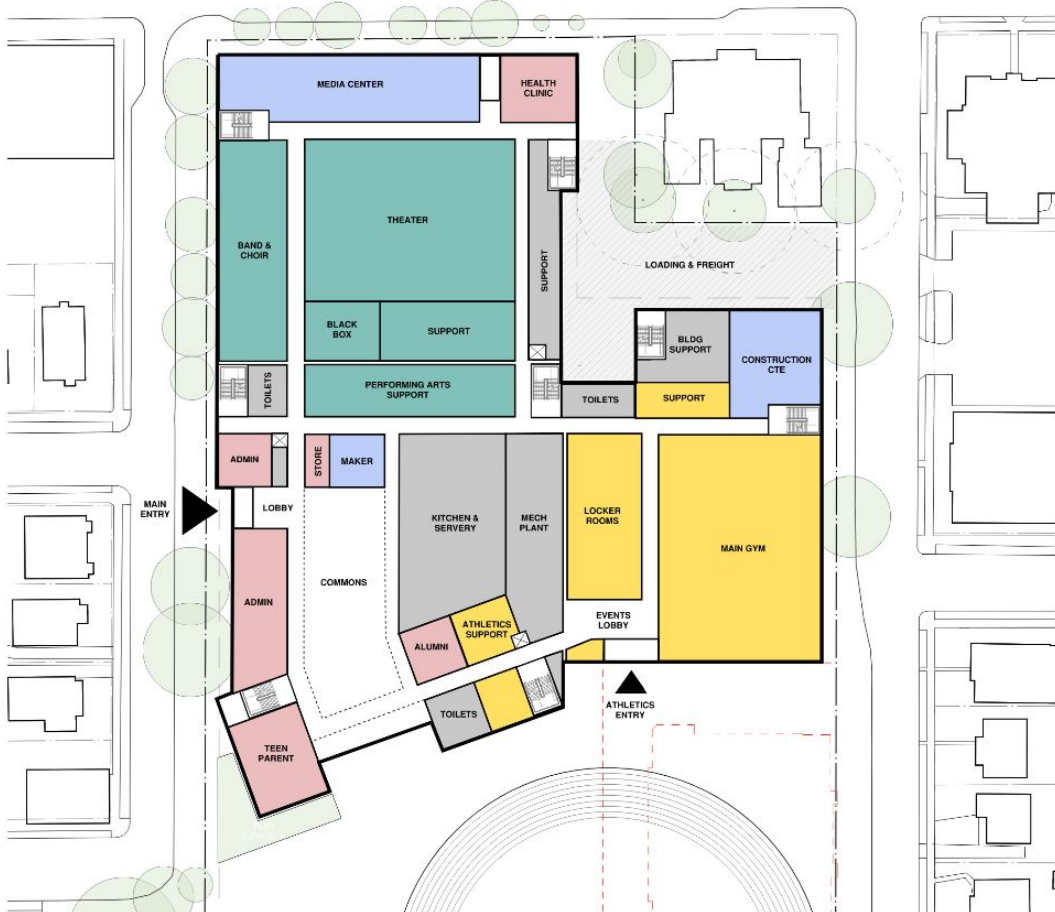 MEDIA CENTER
HEALTH
CLINIC
THEATER
BAND &
CHOIR
SUPPORT
LOADING & FREIGHT
BLACK
BOX
SUPPORT
BLDG
SUPPORT
CONSTRUCTION
CTE
TOILETS
PERFORMING ARTS
SUPPORT
TOILETS
SUPPORT
ADMIN
STORE
MAKER
MAIN
ENTRY
LOBBY
KITCHEN &
SERVERY
MECH
PLANT
LOCKER
ROOMS
MAIN GYM
COMMONS
ADMIN
EVENTS
LOBBY
ATHLETICS
SUPPORT
ALUMNI
ATHLETICS
ENTRY
TOILETS
TEEN
PARENT